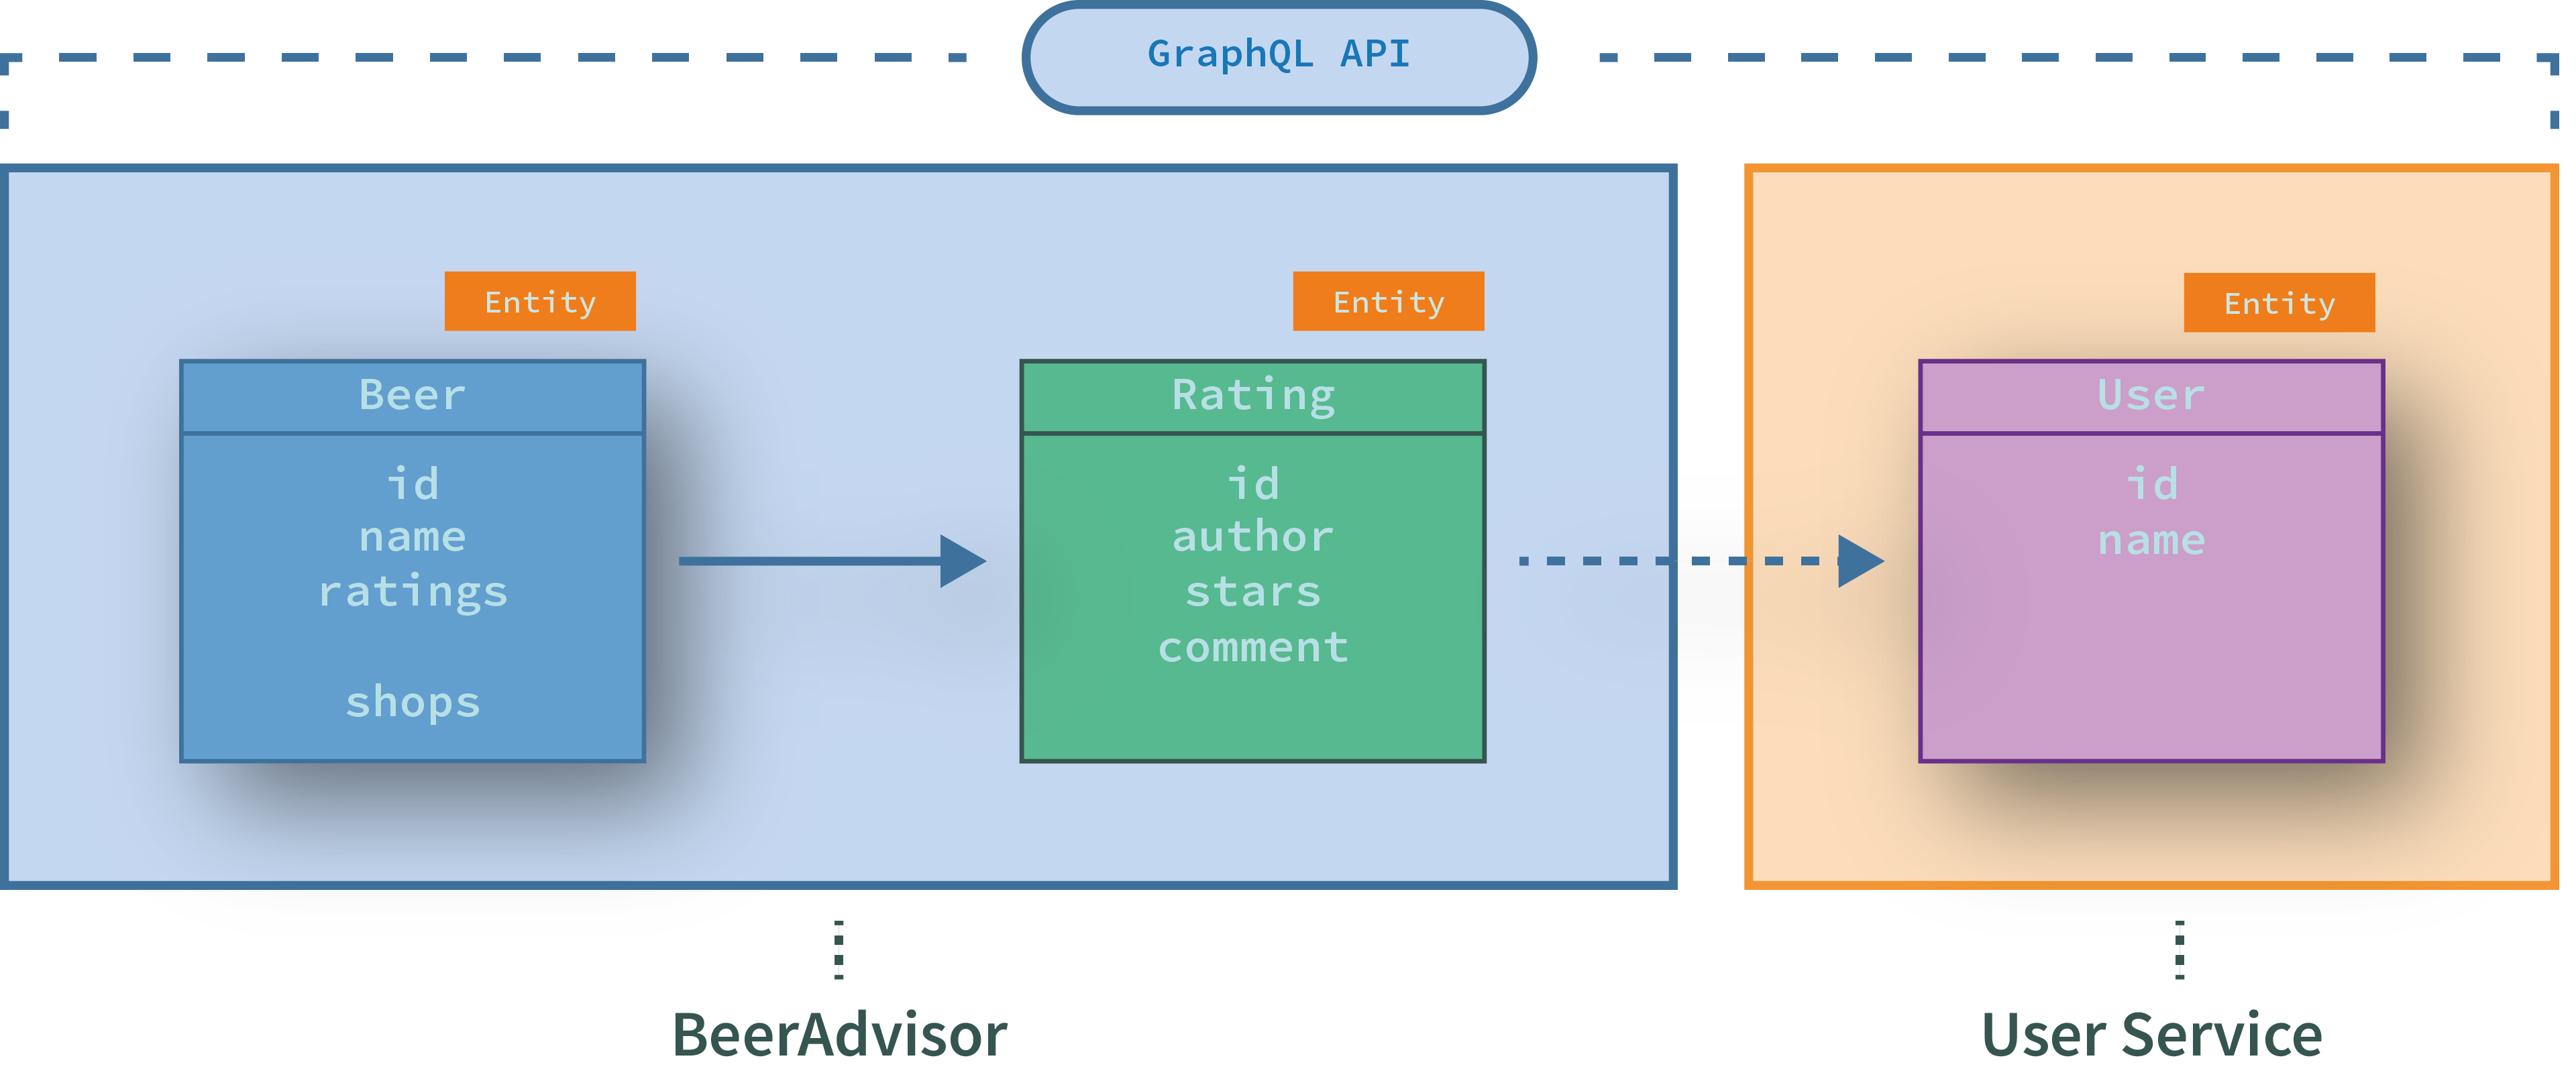 GraphQL API
Entity
Beer
id
name
ratings
shops
Entity
Rating
id
author
stars
comment
Entity
User
id
name
BeerAdvisor
User Service